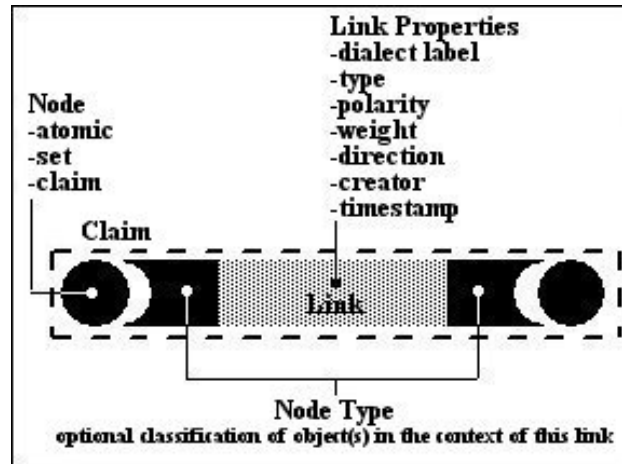 Link Properties
-dialect label
-type
-polarity
-weight
-direction
-creator
-timestamp
Node
-atomic
-set
-claim
Claim
Link
Node Type
optional classification of object(s) in the context of this link